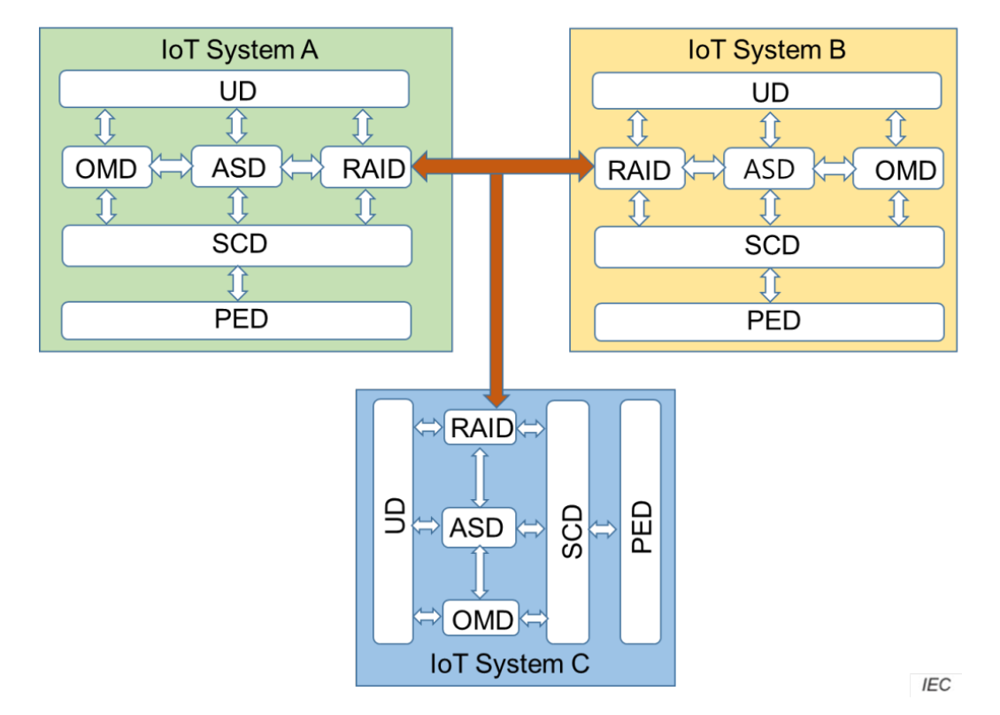 IoT System A
UD
OMD
ASD
RAID
SCD
PED
IoT System B
UD
RAID
ASD
OMD
SCD
PED
UD
RAID
ASD
OMD
SCD
PED
IoT System C
IEC